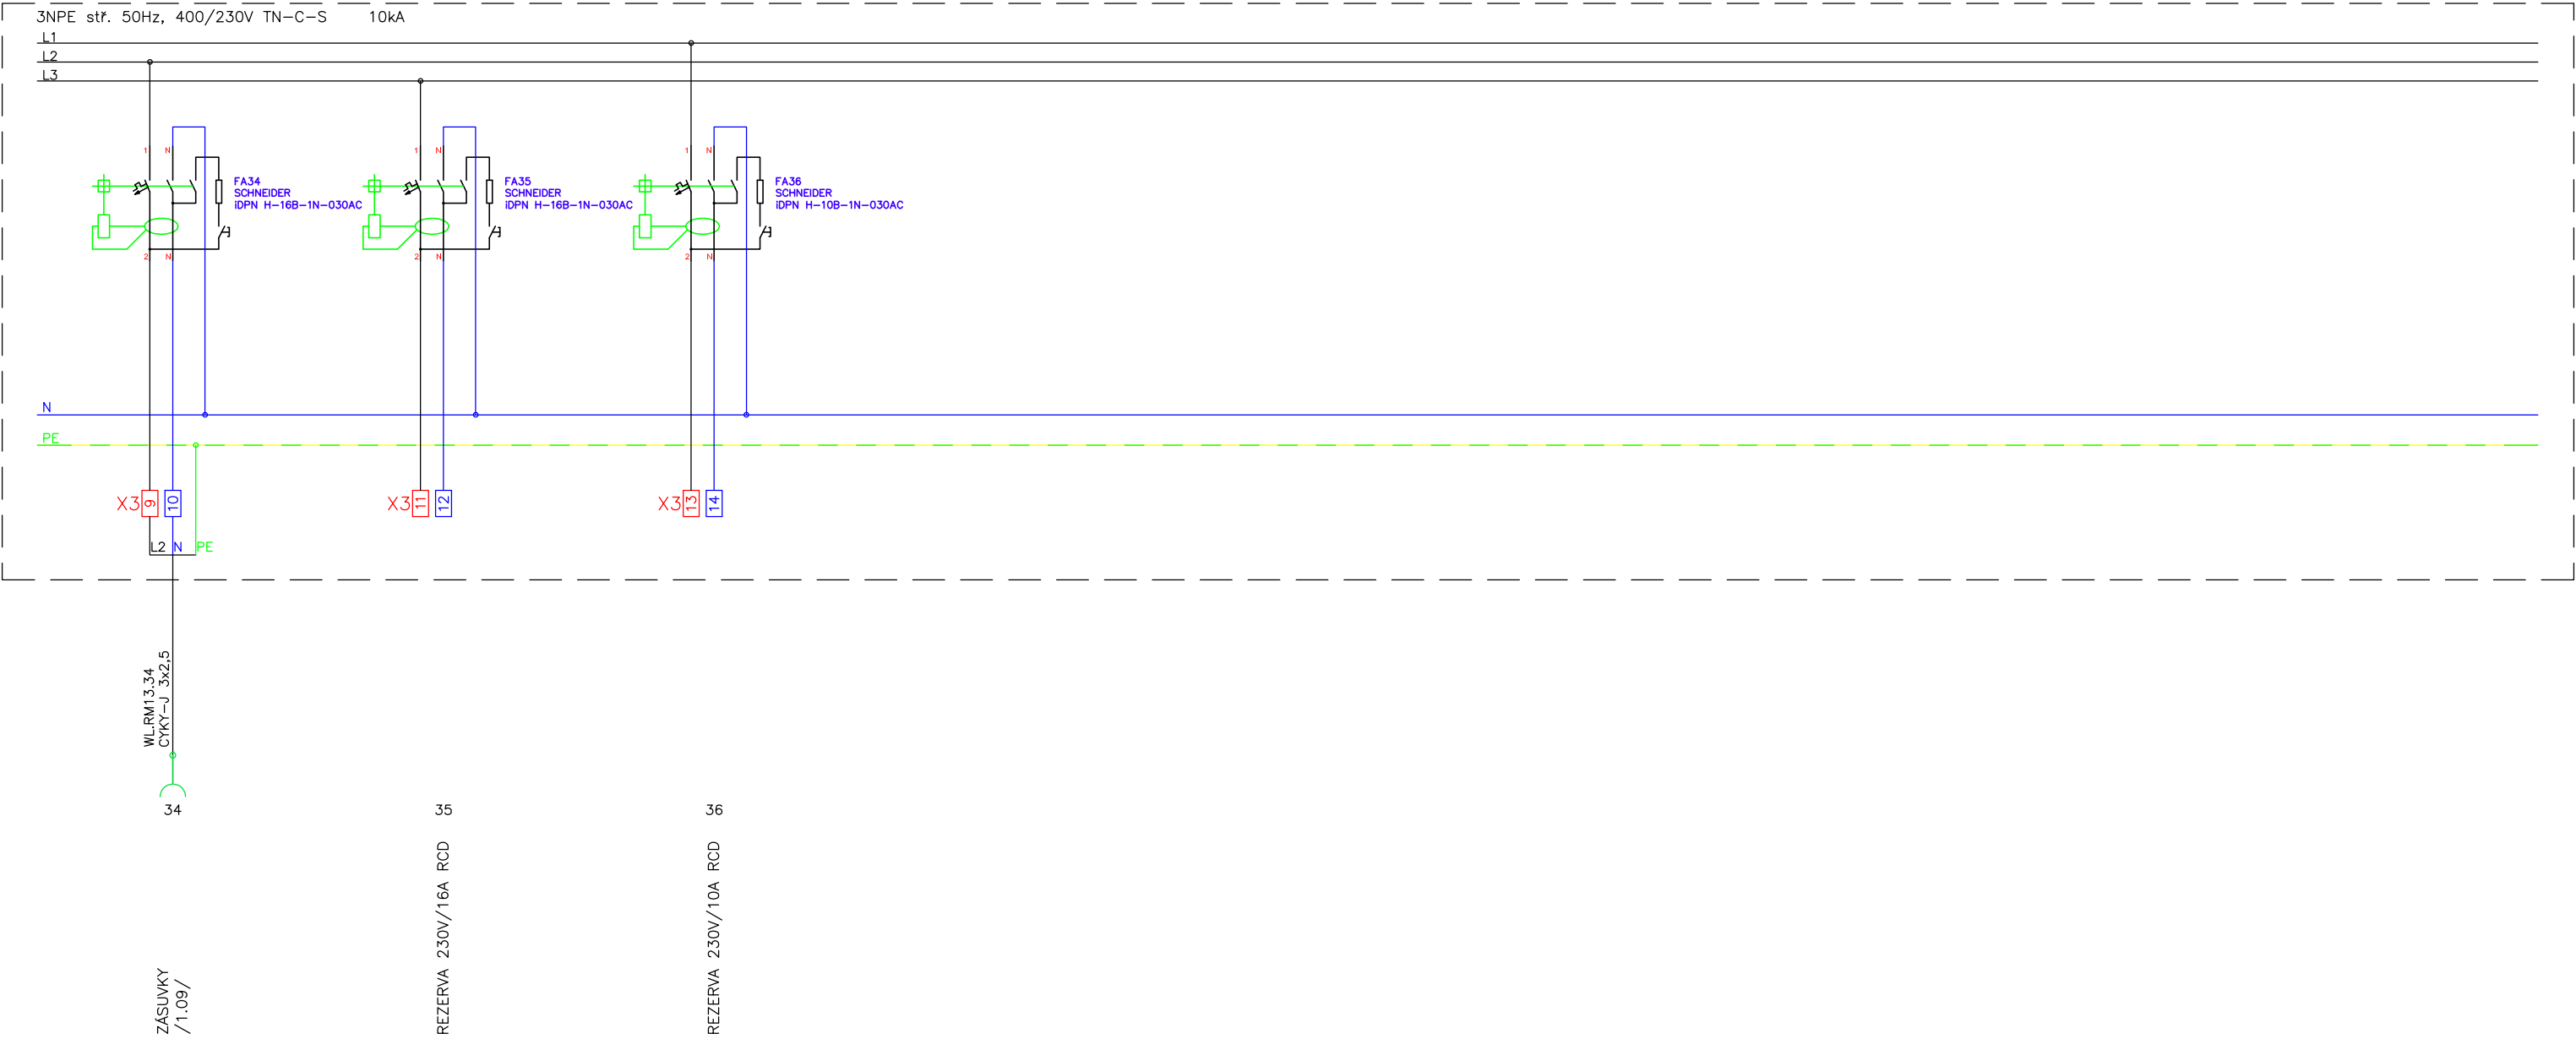 3NPE stř. 50Hz, 400/230V TN-C-S 10kA
L1
L2
L3
1 N
FA34
SCHNEIDER
iDPN H-16B-1N-030AC
2 N
1 N
FA35
SCHNEIDER
iDPN H-16B-1N-030AC
2 N
1 N
FA36
SCHNEIDER
iDPN H-10B-1N-030AC
2 N
N
PE
X3 9 10
X3 11 12
X3 13 14
L2 N PE
WL.RM13.34
CYKY-J 3x2,5
34
35
36
ZÁSUVKY
/1.09/
REZERVA 230V/16A RCD
REZERVA 230V/10A RCD